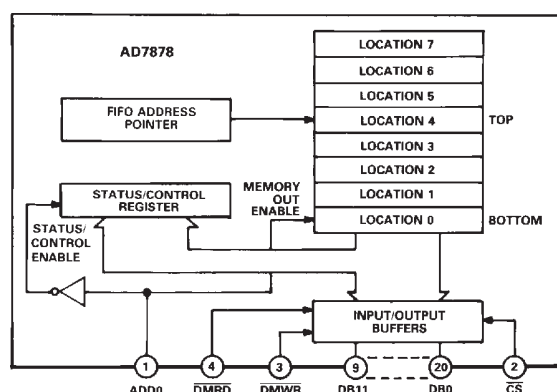 AD7878
LOCATION 7
LOCATION 6
LOCATION 5
LOCATION 4
LOCATION 3
LOCATION 2
LOCATION 1
LOCATION 0
TOP
BOTTOM
FIFO ADDRESS
POINTER
STATUS/CONTROL
REGISTER
MEMORY
OUT
ENABLE
STATUS/
CONTROL
ENABLE
INPUT/OUTPUT
BUFFERS
1
4
3
9
20
2
ADD0
DMRD
DMWR
DB11
DB0
CS